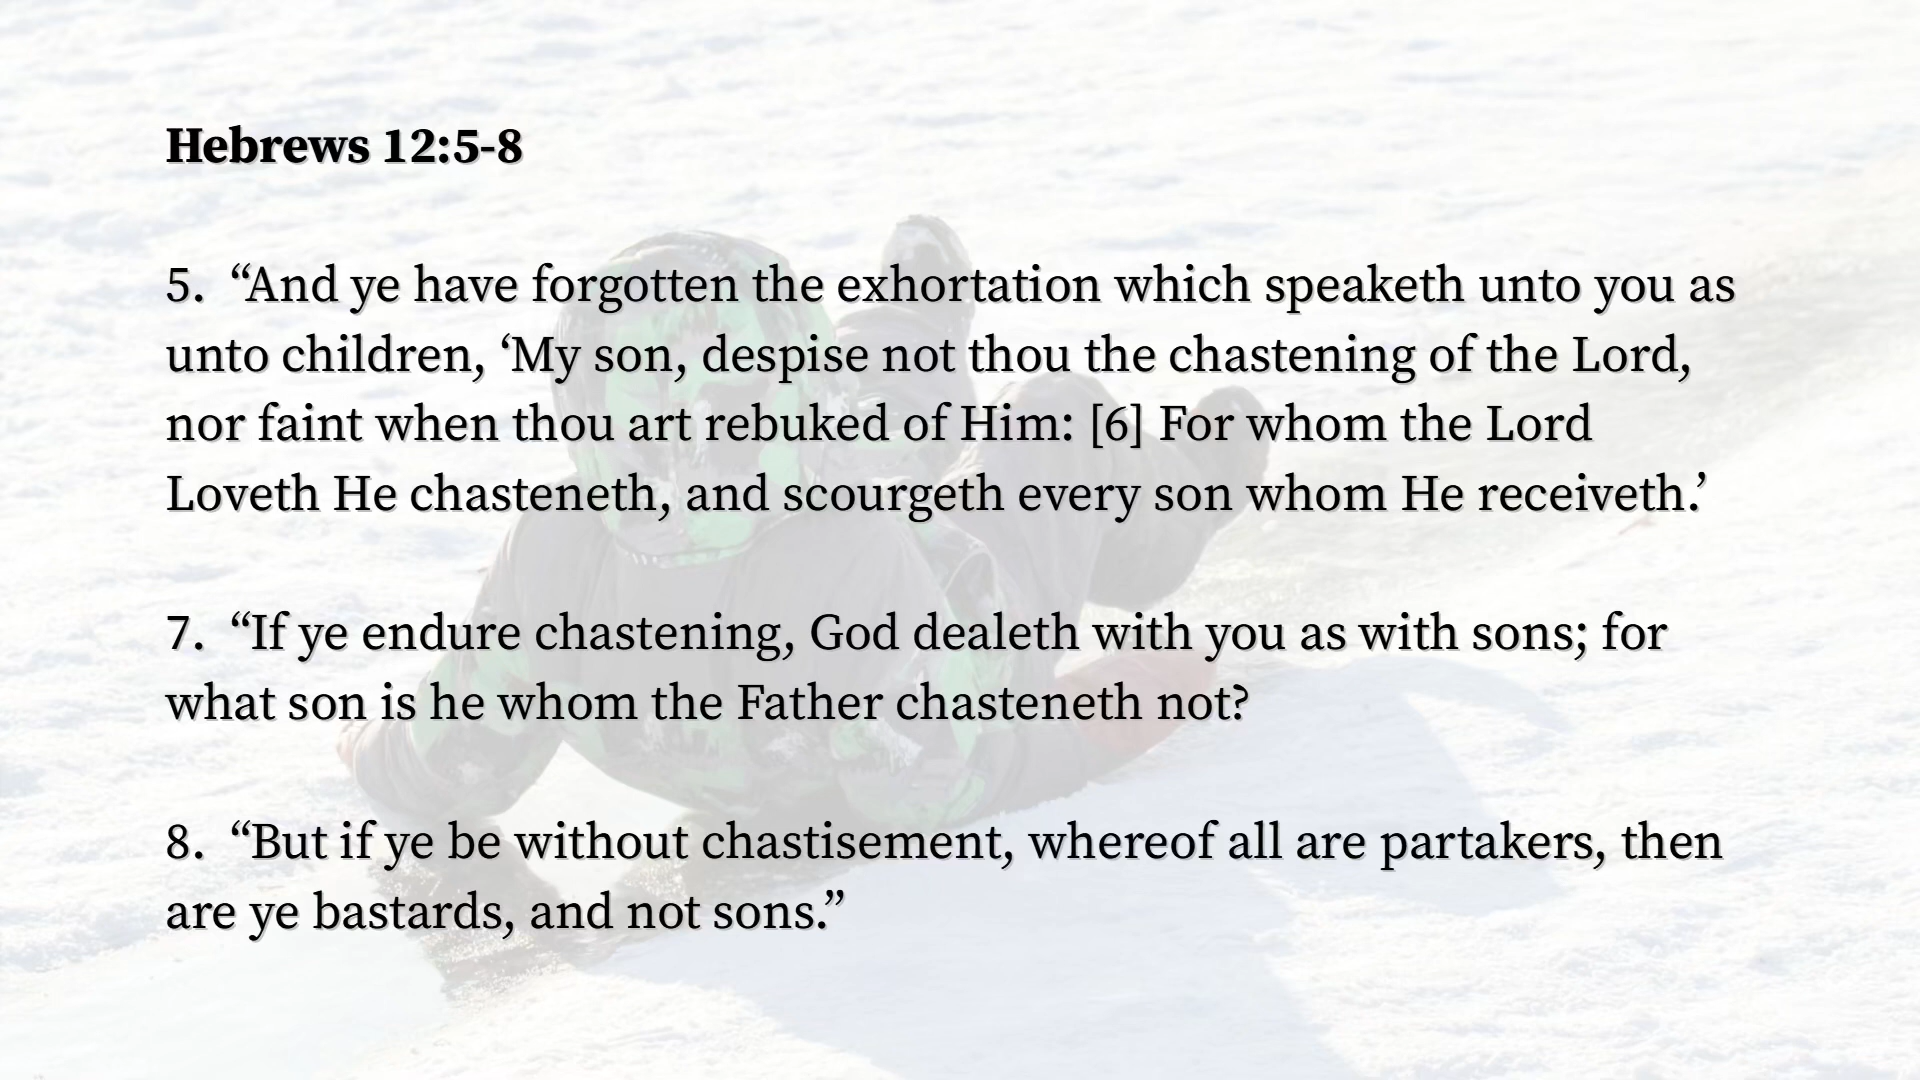 Hebrews 12:5-8
5. “And ye have forgotten the exhortation which speaketh unto you as
unto children, ‘My son, despise not thou the chastening of the Lord,
nor faint when thou art rebuked of Him: [6] For whom the Lord
Loveth He chasteneth, and scourgeth every son whom He receiveth.’
7. “If ye endure chastening, God dealeth with you as with sons; for
what son is he whom the Father chasteneth not?
8. “But if ye be without chastisement, whereof all are partakers, then
are ye bastards, and not sons.”